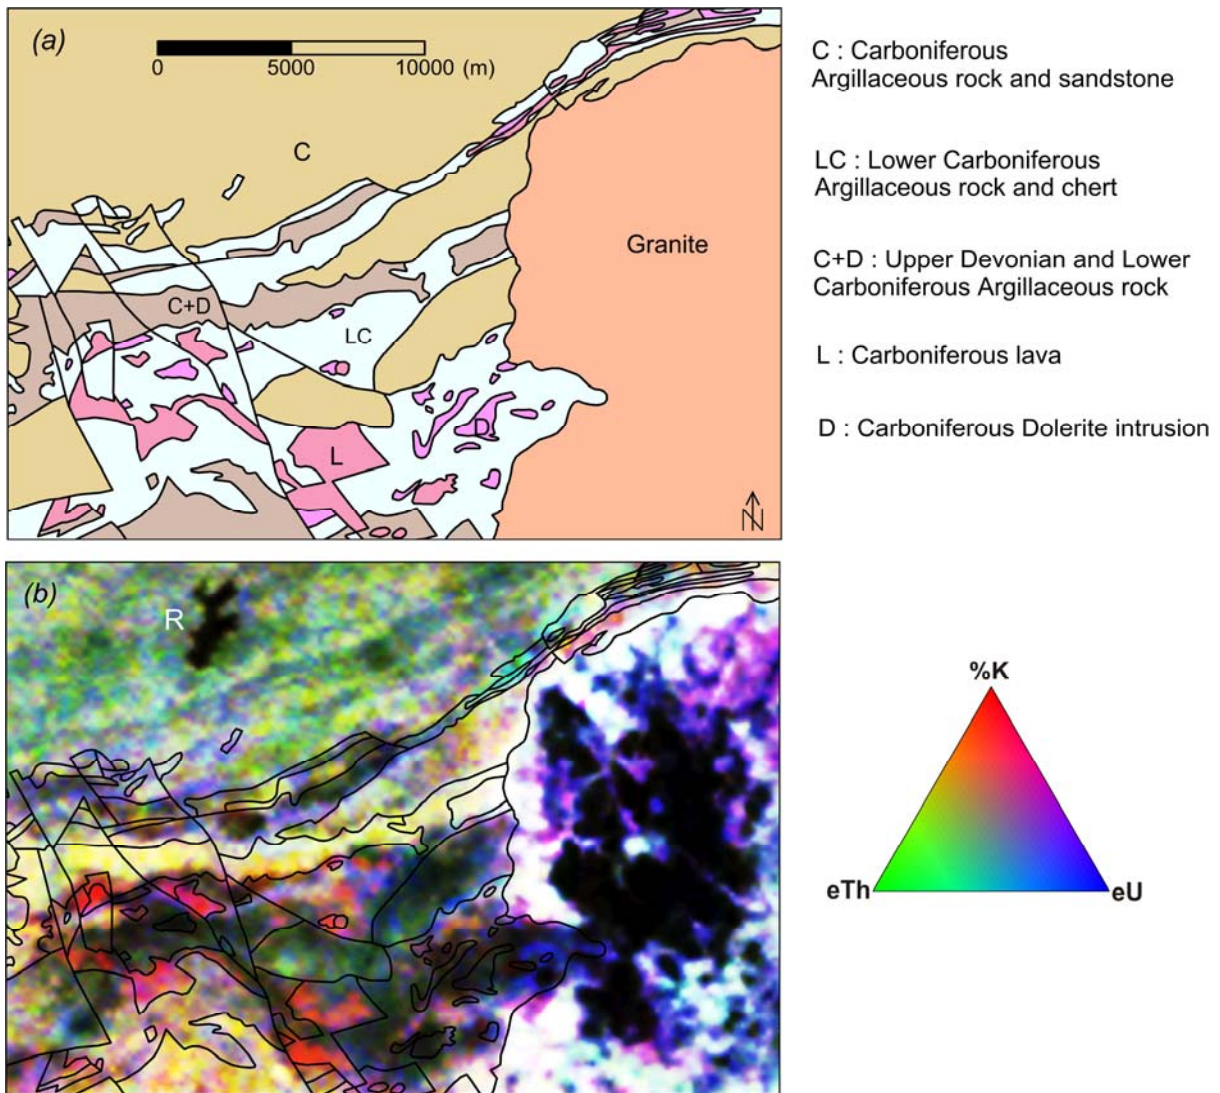 (a)
0 5000 10000 (m)
C
Granite
C+D
LC
D
L
N
C : Carboniferous
Argillaceous rock and sandstone
LC : Lower Carboniferous
Argillaceous rock and chert
C+D : Upper Devonian and Lower
Carboniferous Argillaceous rock
L : Carboniferous lava
D : Carboniferous Dolerite intrusion
(b)
R
%K
eTh
eU